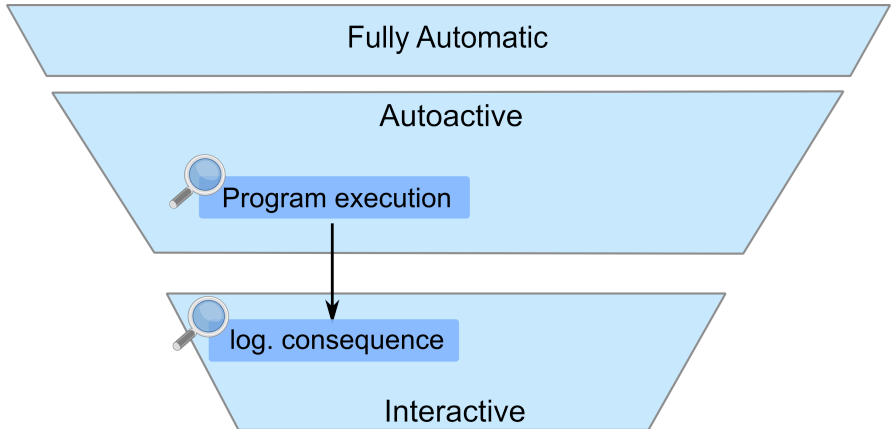 Fully Automatic
Autoactive
Program execution
log. consequence
Interactive